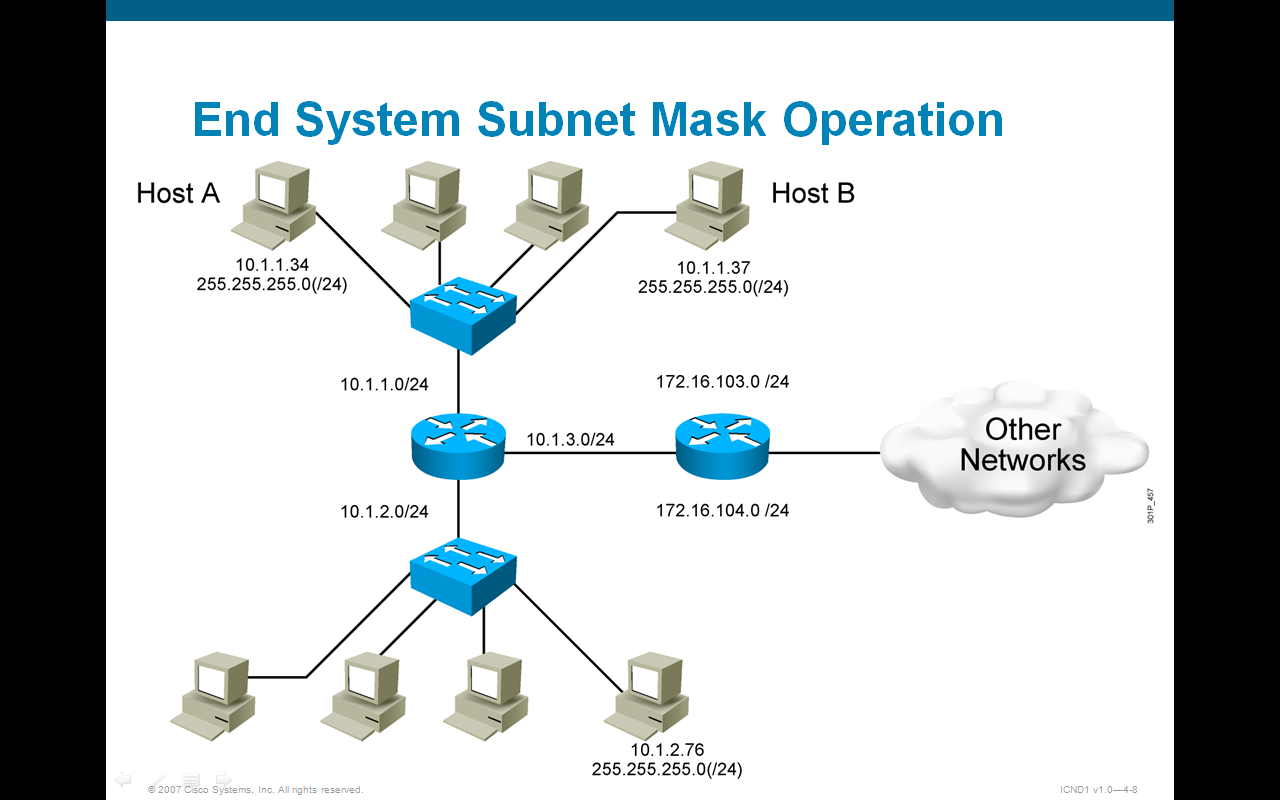 End System Subnet Mask Operation
Host A
Host B
10.1.1.34
255.255.255.0(/24)
10.1.1.37
255.255.255.0(/24)
10.1.1.0/24
172.16.103.0 /24
10.1.3.0/24
Other
Networks
10.1.2.0/24
172.16.104.0 /24
301P_457
10.1.2.76
255.255.255.0(/24)
© 2007 Cisco Systems, Inc. All rights reserved.
ICND1 v1.0—4-8